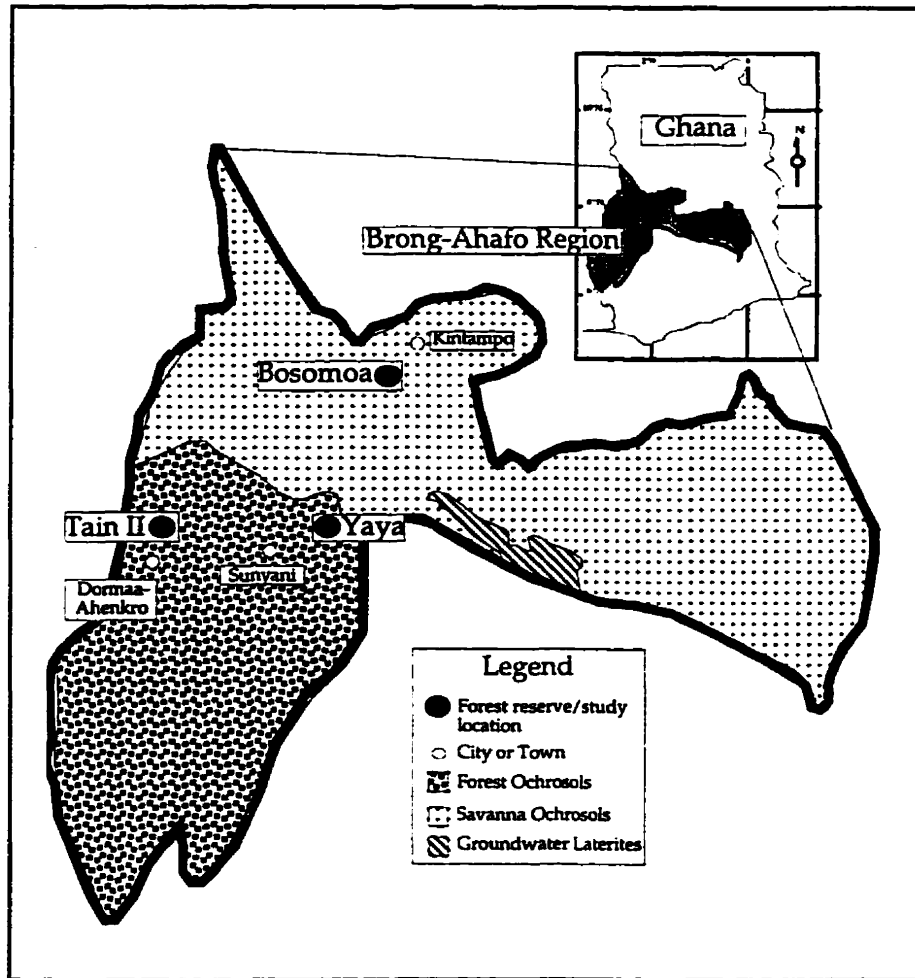 Ghana
N
Brong-Ahafo Region
Kintampo
Bosomoa
Tain II
Yaya
Sunyani
Dormaa-
Ahenkro
Legend
Forest reserve/study
location
City or Town
Forest Ochrosols
Savanna Ochrosols
Groundwater Laterites